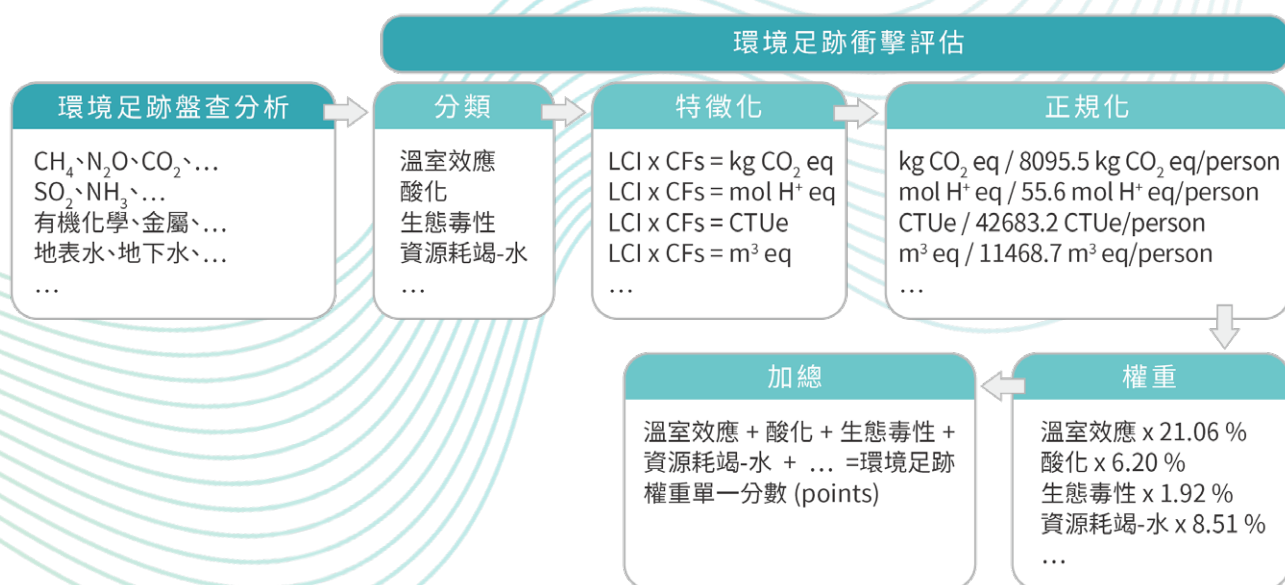 環境足跡衝擊評估
環境足跡盤查分析
CH₄、N₂O、CO₂、…
SO₂、NH₃、…
有機化學、金屬、…
地表水、地下水、…
…
分類
溫室效應
酸化
生態毒性
資源耗竭-水
…
特徵化
LCI x CFs = kg CO₂ eq
LCI x CFs = mol H⁺ eq
LCI x CFs = CTUe
LCI x CFs = m³ eq
…
正規化
kg CO₂ eq / 8095.5 kg CO₂ eq/person
mol H⁺ eq / 55.6 mol H⁺ eq/person
CTUe / 42683.2 CTUe/person
m³ eq / 11468.7 m³ eq/person
…
權重
溫室效應 x 21.06 %
酸化 x 6.20 %
生態毒性 x 1.92 %
資源耗竭-水 x 8.51 %
…
加總
溫室效應 + 酸化 + 生態毒性 +
資源耗竭-水 + … =環境足跡
權重單一分數 (points)